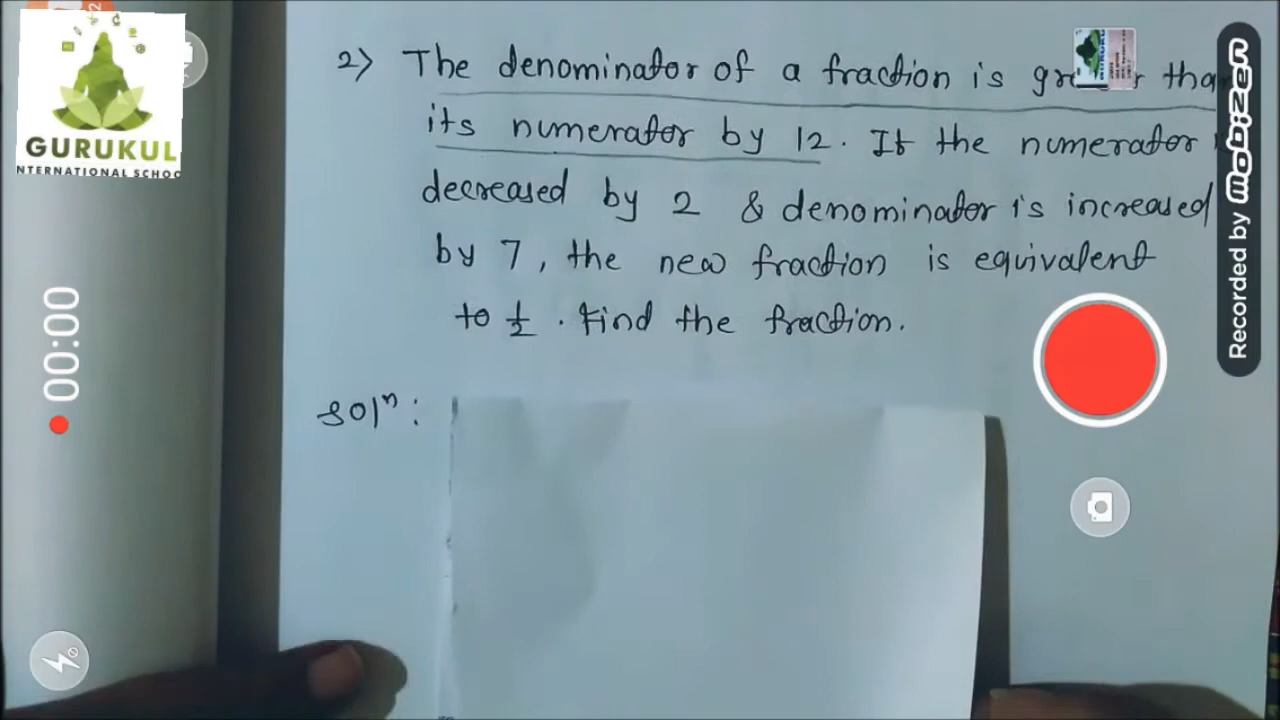 GURUKUL
NTERNATIONAL SCHOO
00:00
2) The denominator of a fraction is than
its numerator by 12. If the numerator
decreased by 2 & denominator is increased
by 7, the new fraction is equivalent
to 1/2. Find the fraction.
Solⁿ:
Recorded by mobizen